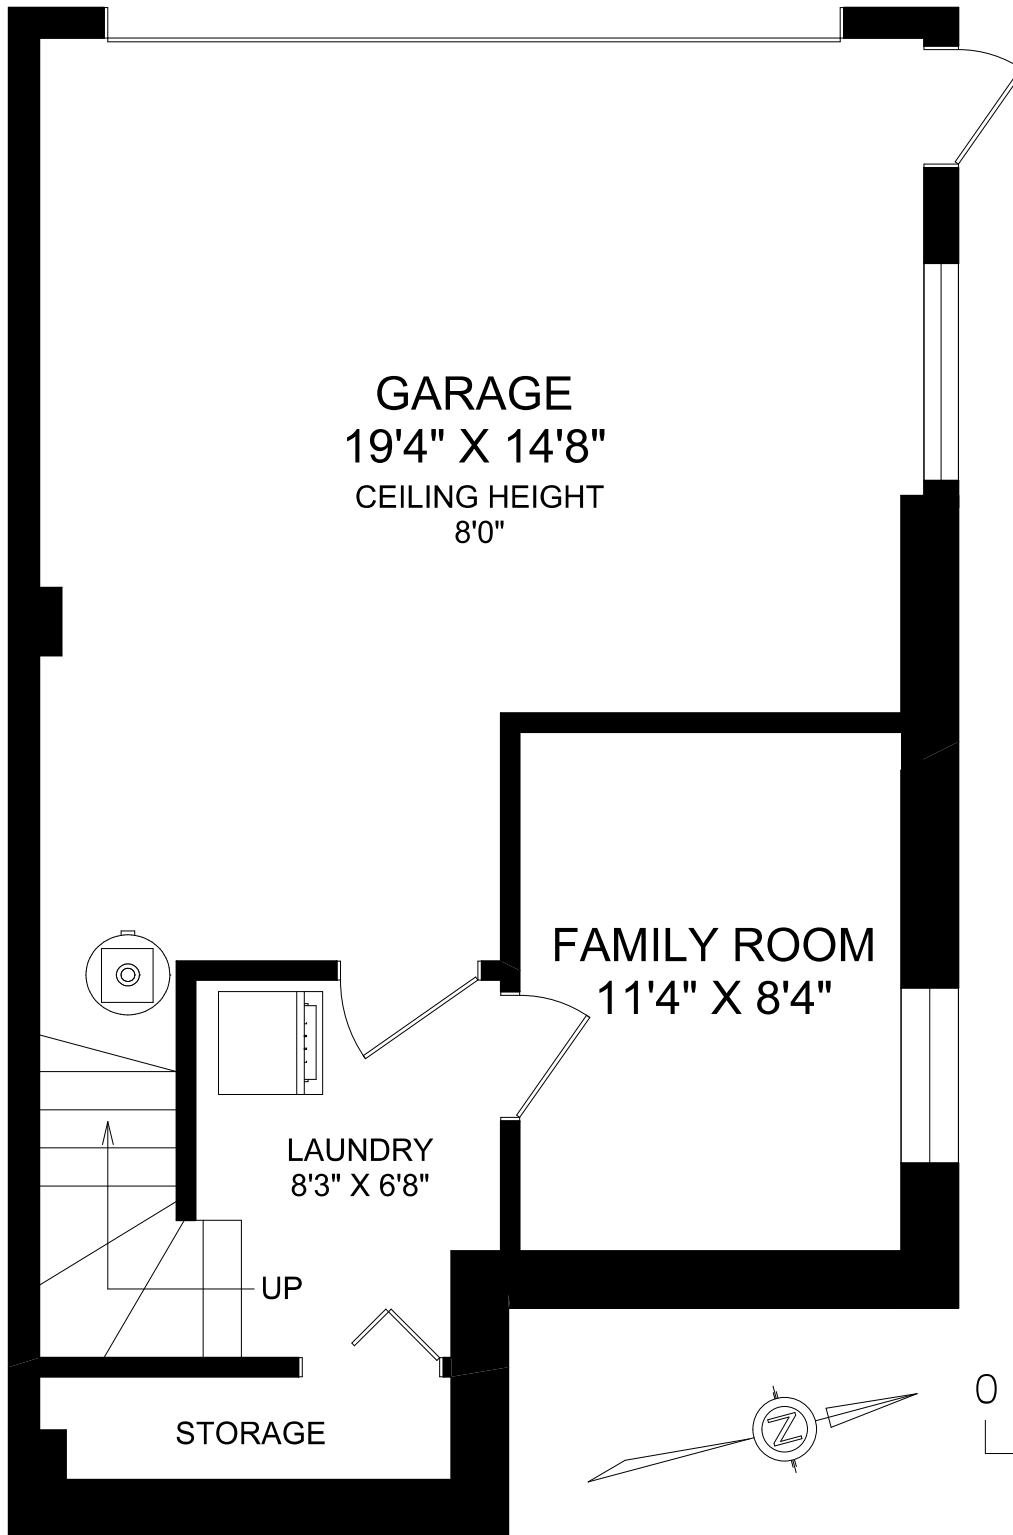 GARAGE
19'4" X 14'8"
CEILING HEIGHT
8'0"
FAMILY ROOM
11'4" X 8'4"
LAUNDRY
8'3" X 6'8"
UP
STORAGE
N
0